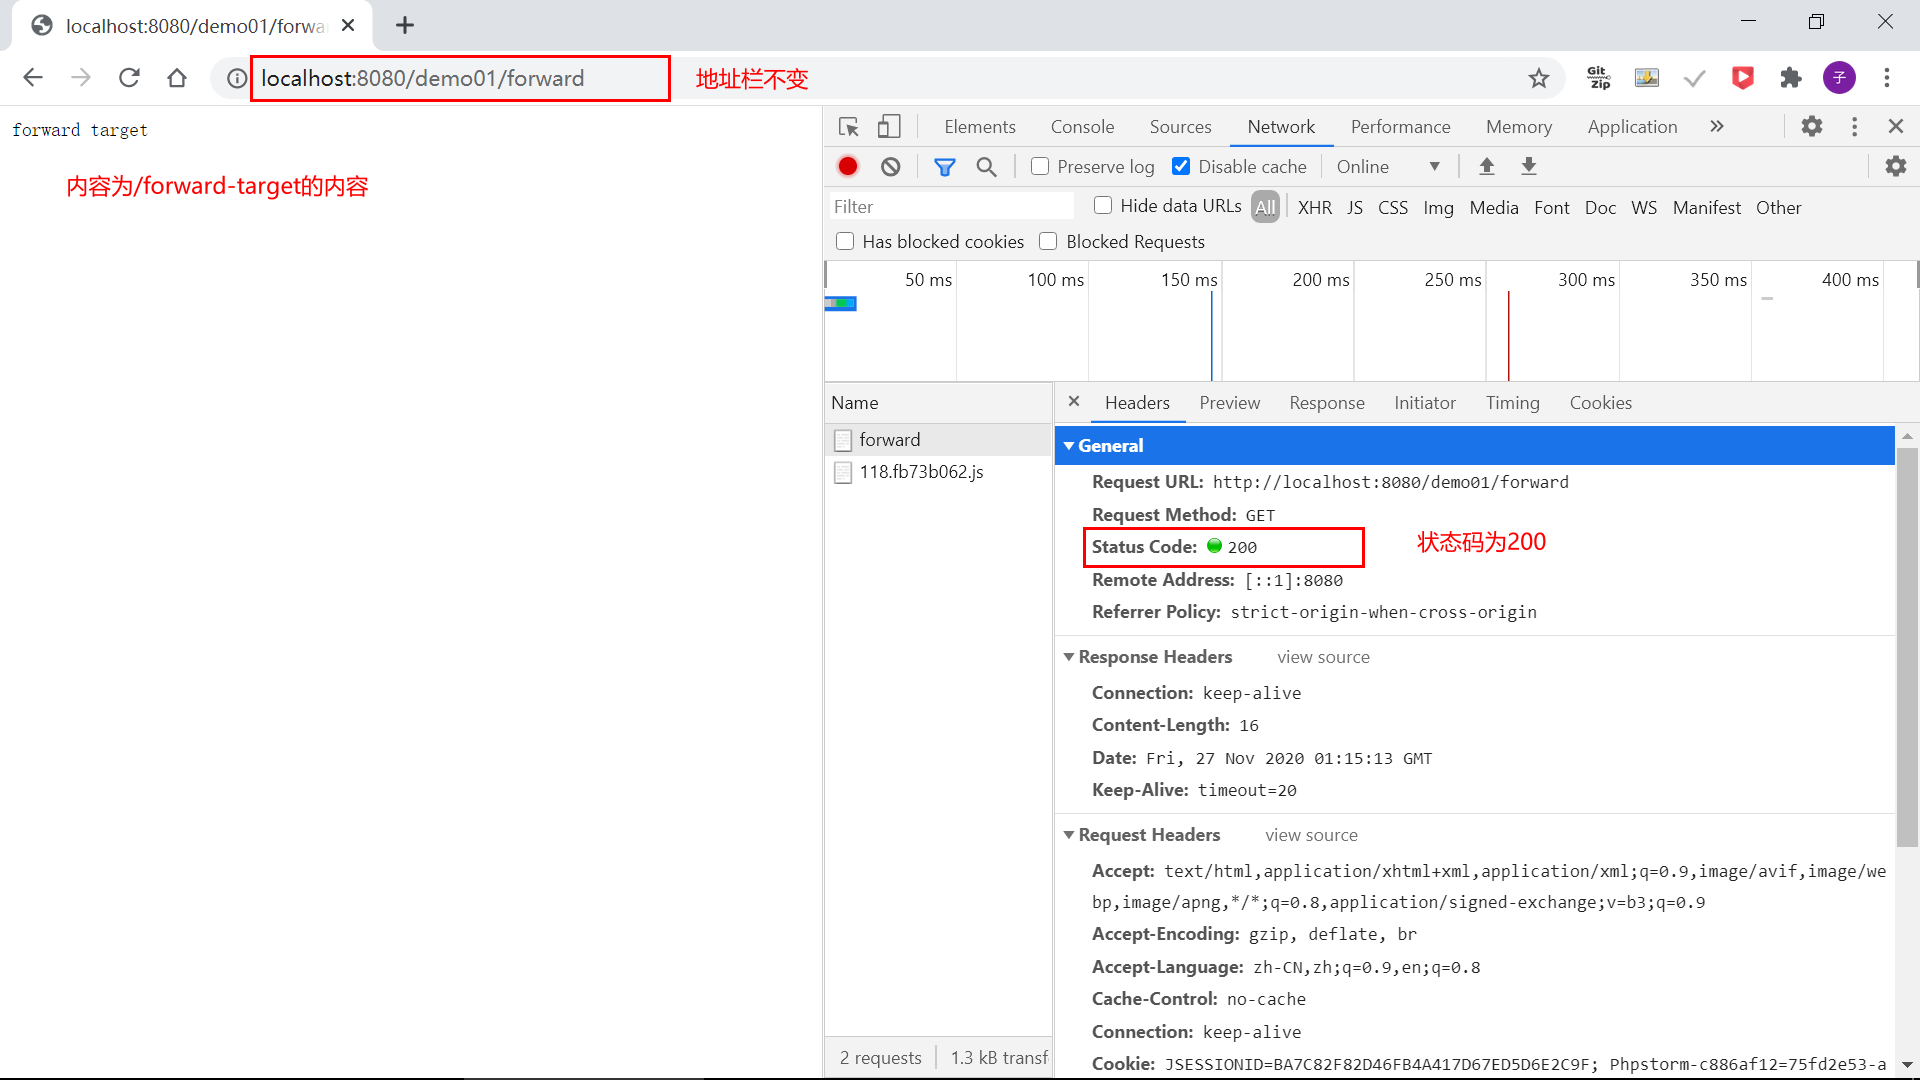 localhost:8080/demo01/forwa
localhost:8080/demo01/forward
地址栏不变
Git
Zip
子
forward target
内容为/forward-target的内容
Elements Console Sources Network Performance Memory Application
Preserve log Disable cache Online
Filter Hide data URLs All XHR JS CSS Img Media Font Doc WS Manifest Other
Has blocked cookies Blocked Requests
50 ms 100 ms 150 ms 200 ms 250 ms 300 ms 350 ms 400 ms
Name
forward
118.fb73b062.js
2 requests 1.3 kB transf
Headers Preview Response Initiator Timing Cookies
General
Request URL: http://localhost:8080/demo01/forward
Request Method: GET
Status Code: 200
状态码为200
Remote Address: [::1]:8080
Referrer Policy: strict-origin-when-cross-origin
Response Headers view source
Connection: keep-alive
Content-Length: 16
Date: Fri, 27 Nov 2020 01:15:13 GMT
Keep-Alive: timeout=20
Request Headers view source
Accept: text/html,application/xhtml+xml,application/xml;q=0.9,image/avif,image/we
bp,image/apng,*/*;q=0.8,application/signed-exchange;v=b3;q=0.9
Accept-Encoding: gzip, deflate, br
Accept-Language: zh-CN,zh;q=0.9,en;q=0.8
Cache-Control: no-cache
Connection: keep-alive
Cookie: JSESSIONID=BA7C82F82D46FB4A417D67ED5D6E2C9F; Phpstorm-c886af12=75fd2e53-a